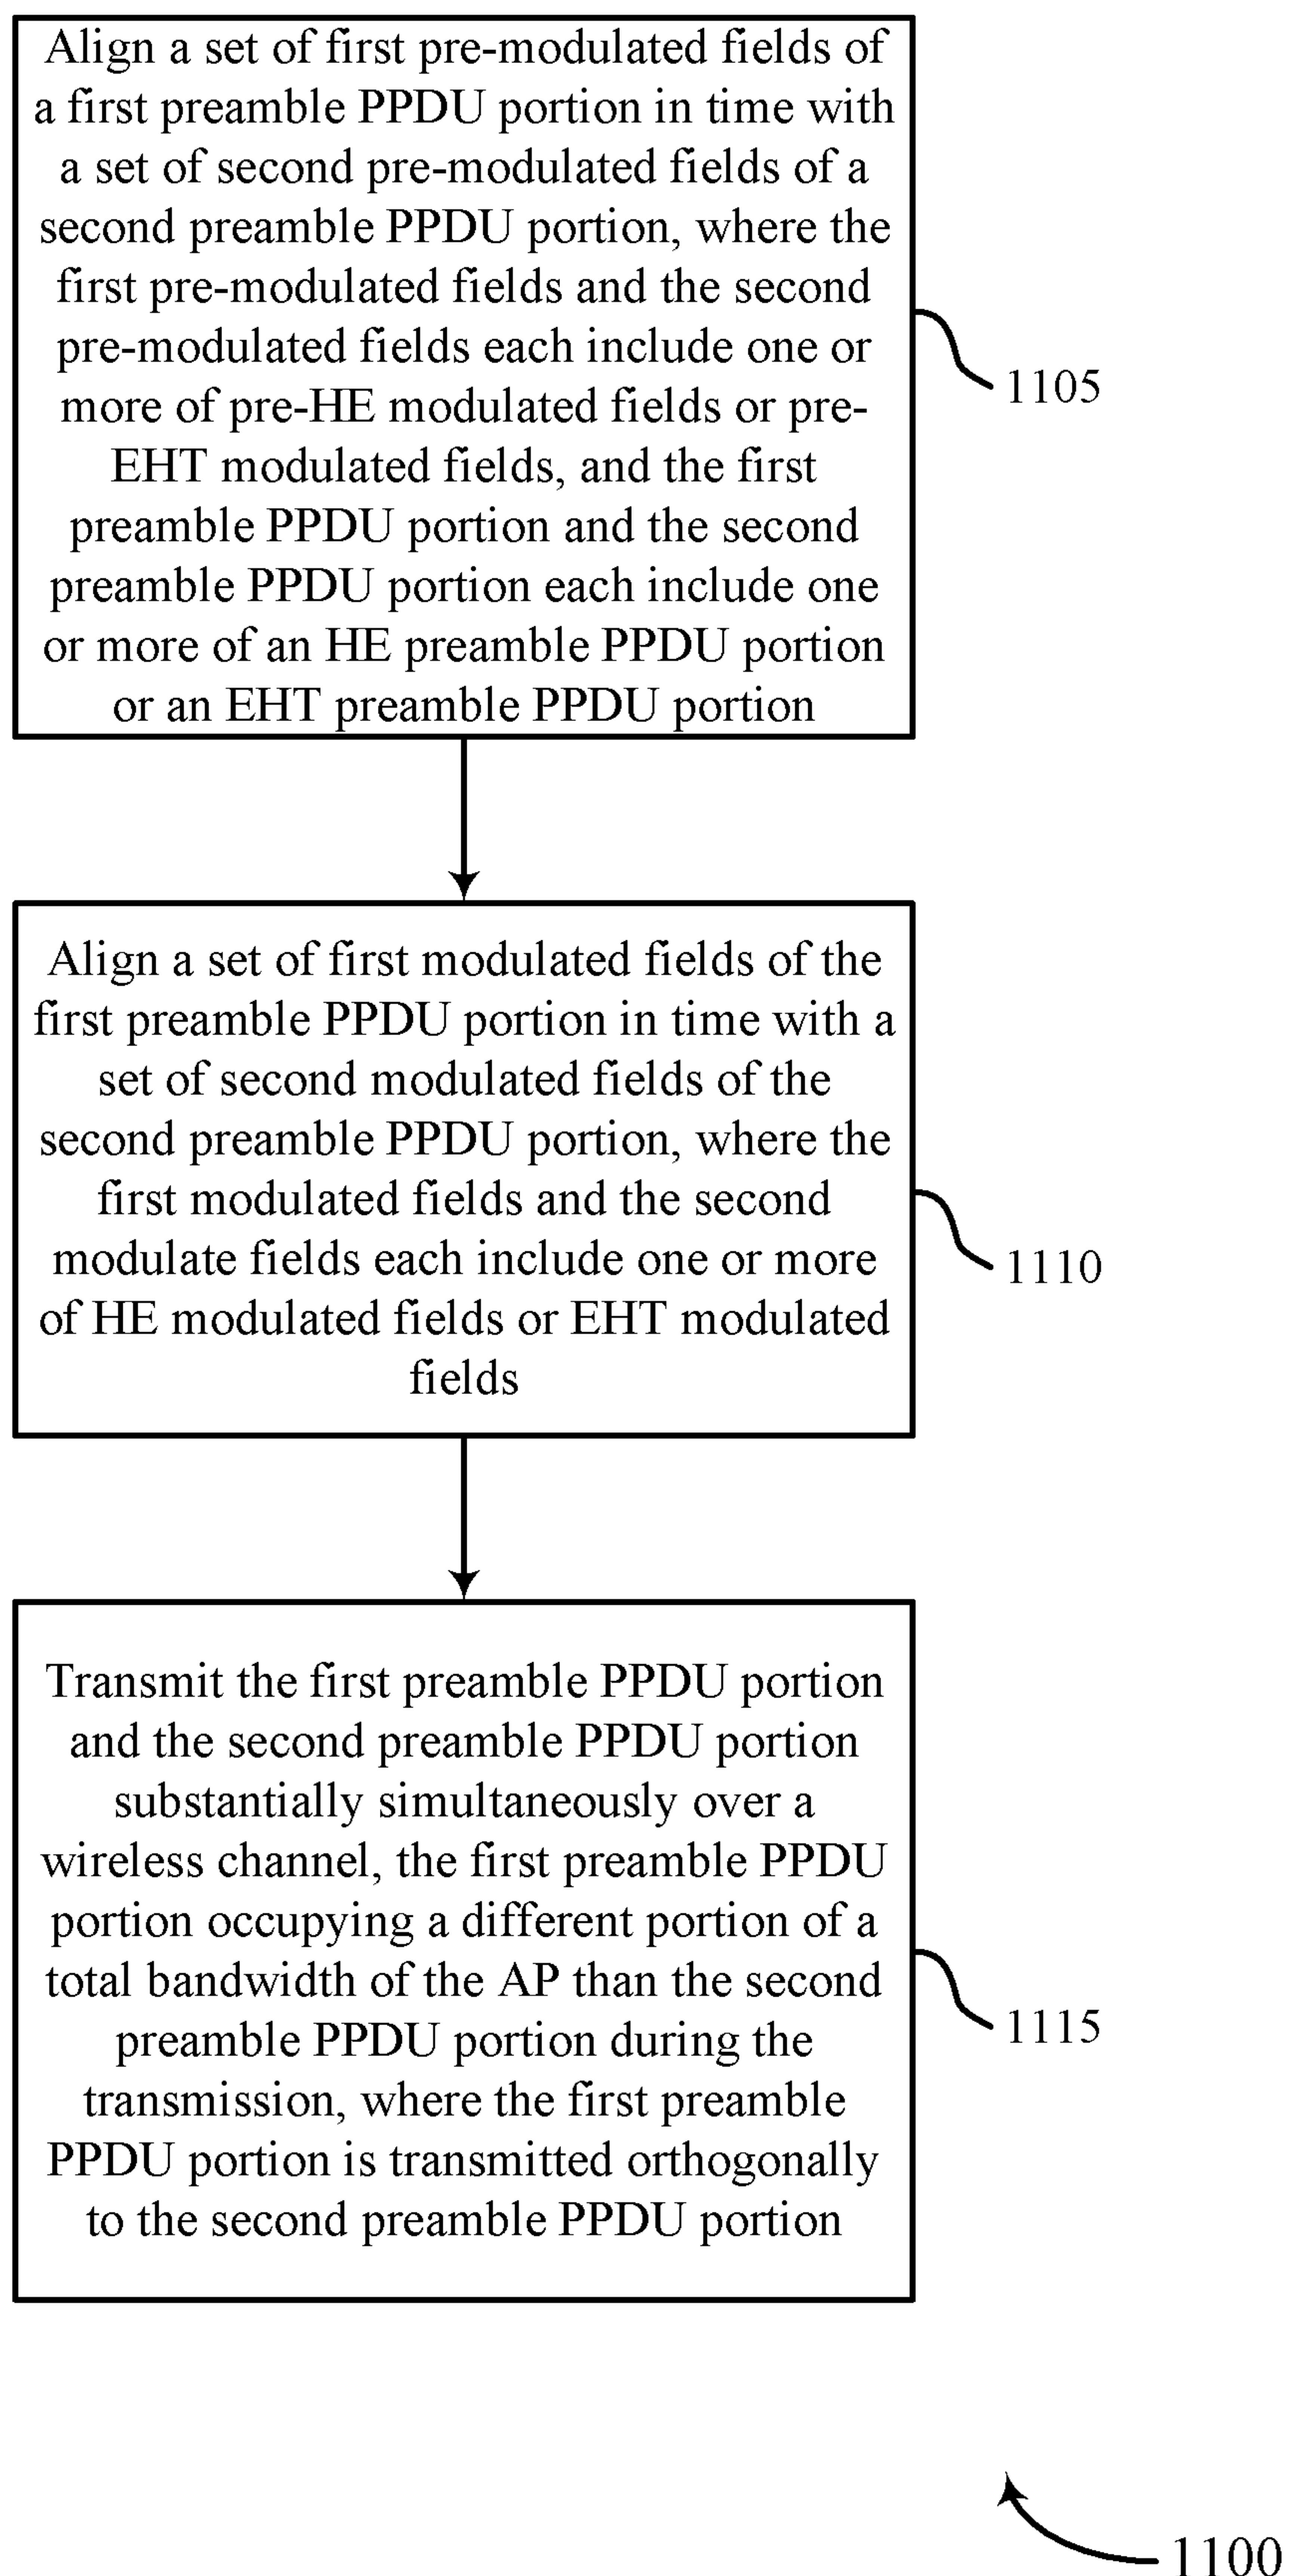 Align a set of first pre-modulated fields of
a first preamble PPDU portion in time with
a set of second pre-modulated fields of a
second preamble PPDU portion, where the
first pre-modulated fields and the second
pre-modulated fields each include one or
more of pre-HE modulated fields or pre-
EHT modulated fields, and the first
preamble PPDU portion and the second
preamble PPDU portion each include one
or more of an HE preamble PPDU portion
or an EHT preamble PPDU portion
1105
Align a set of first modulated fields of the
first preamble PPDU portion in time with a
set of second modulated fields of the
second preamble PPDU portion, where the
first modulated fields and the second
modulate fields each include one or more
of HE modulated fields or EHT modulated
fields
1110
Transmit the first preamble PPDU portion
and the second preamble PPDU portion
substantially simultaneously over a
wireless channel, the first preamble PPDU
portion occupying a different portion of a
total bandwidth of the AP than the second
preamble PPDU portion during the
transmission, where the first preamble
PPDU portion is transmitted orthogonally
to the second preamble PPDU portion
1115
1100